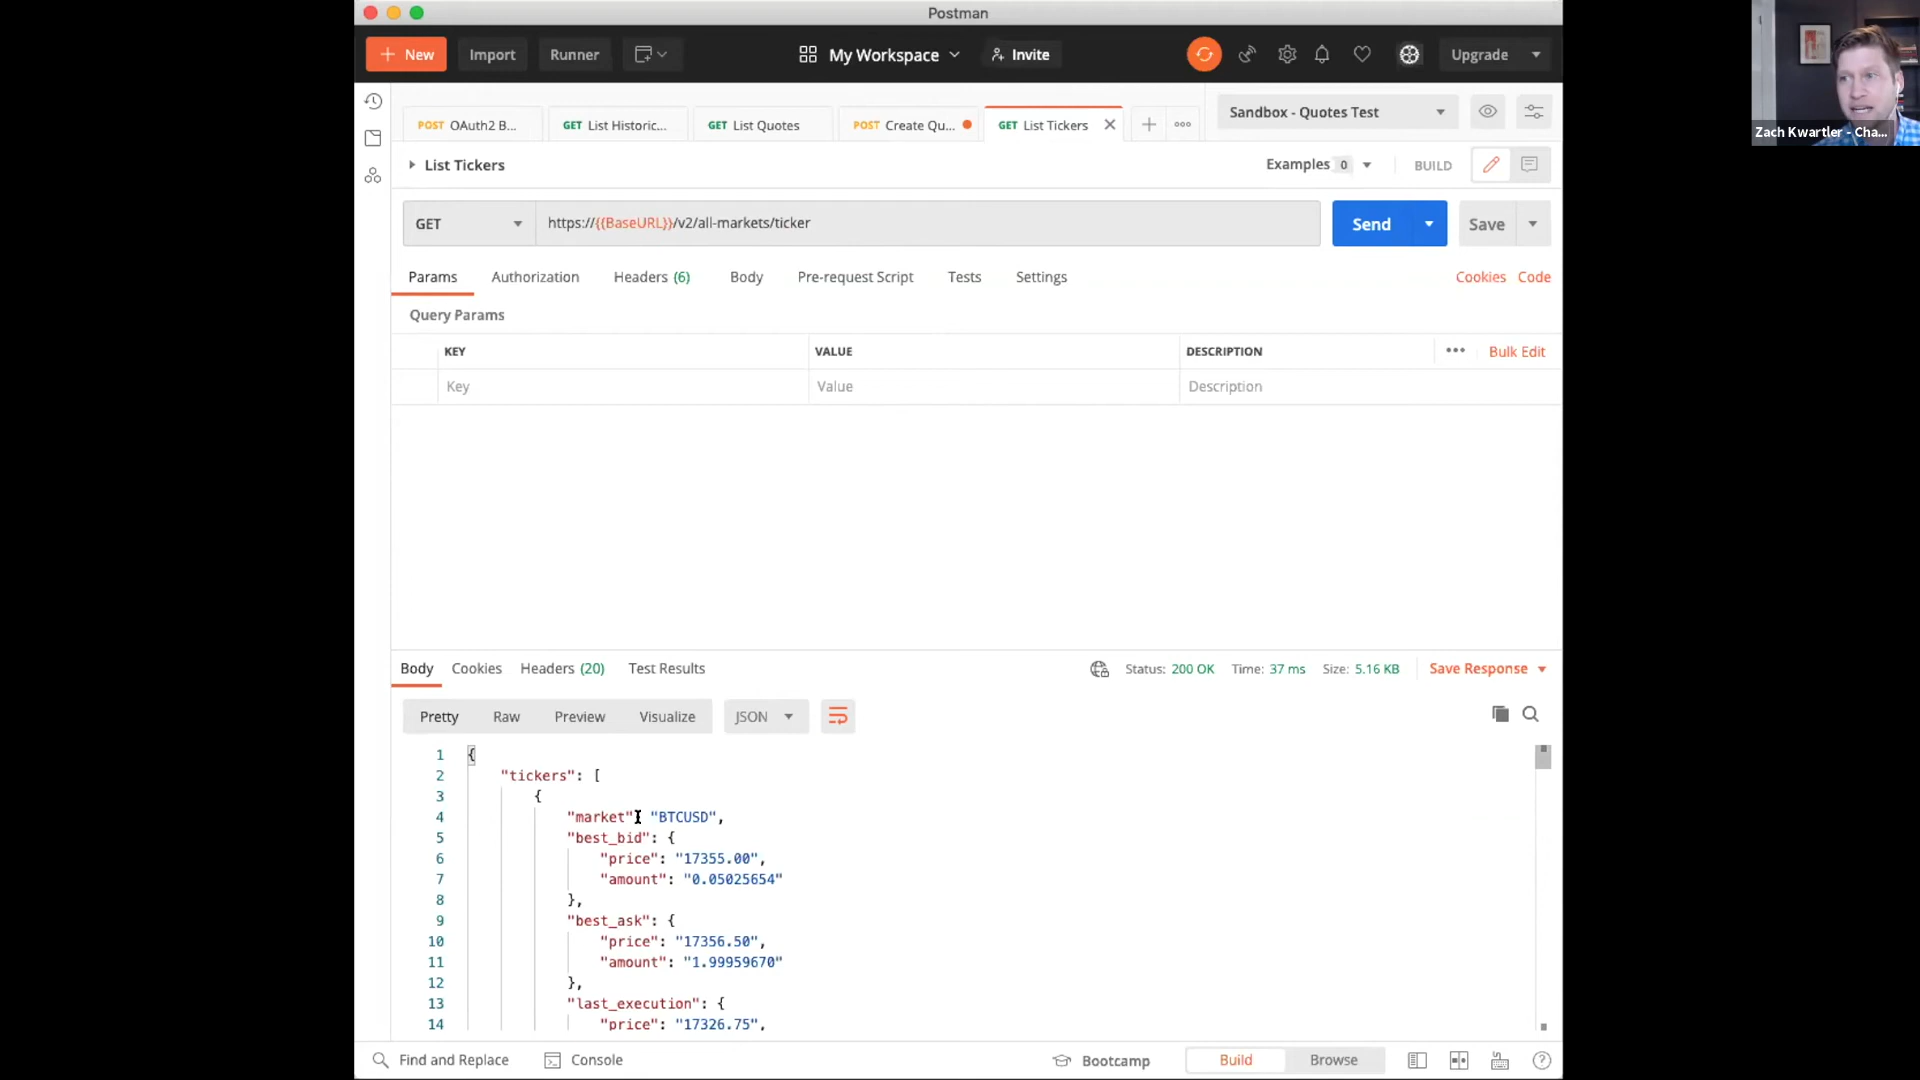 Postman
New Import Runner My Workspace Invite Upgrade
POST OAuth2 B... GET List Historic... GET List Quotes POST Create Qu... GET List Tickers Sandbox - Quotes Test
List Tickers Examples 0 BUILD
GET https://{{BaseURL}}/v2/all-markets/ticker Send Save
Params Authorization Headers (6) Body Pre-request Script Tests Settings Cookies Code
Query Params
KEY VALUE DESCRIPTION Bulk Edit
Key Value Description
Body Cookies Headers (20) Test Results Status: 200 OK Time: 37 ms Size: 5.16 KB Save Response
Pretty Raw Preview Visualize JSON
1 {
2 "tickers": [
3 {
4 "market": "BTCUSD",
5 "best_bid": {
6 "price": "17355.00",
7 "amount": "0.05025654"
8 },
9 "best_ask": {
10 "price": "17356.50",
11 "amount": "1.99959670"
12 },
13 "last_execution": {
14 "price": "17326.75",
Find and Replace Console Bootcamp Build Browse
Zach Kwartler - Cha...